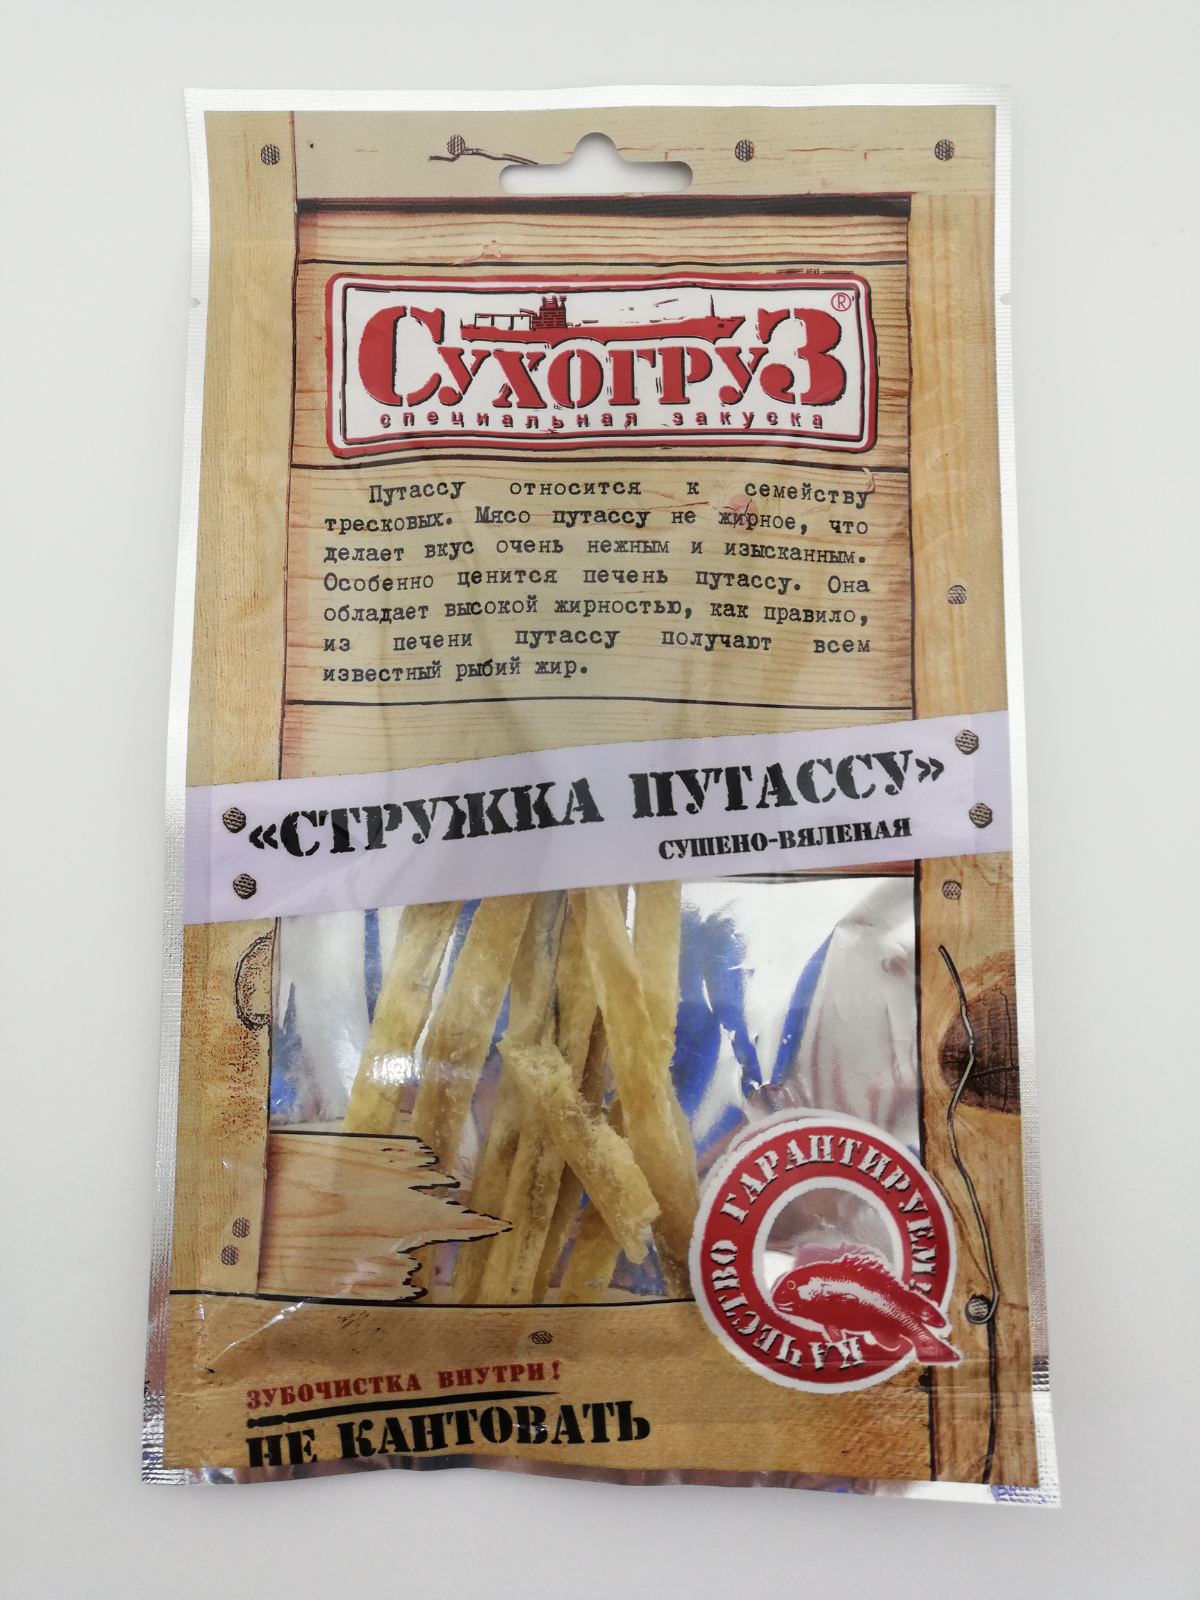 СУХОГРУЗ®
специальная закуска
Путассу относится к семейству
тресковых. Мясо путассу не жирное, что
делает вкус очень нежным и изысканным.
Особенно ценится печень путассу. Она
обладает высокой жирностью, как правило,
из печени путассу получают всем
известный рыбий жир.
«СТРУЖКА ПУТАССУ»
СУШЕНО-ВЯЛЕНАЯ
КАЧЕСТВО ГАРАНТИРУЕМ!
ЗУБОЧИСТКА ВНУТРИ!
НЕ КАНТОВАТЬ